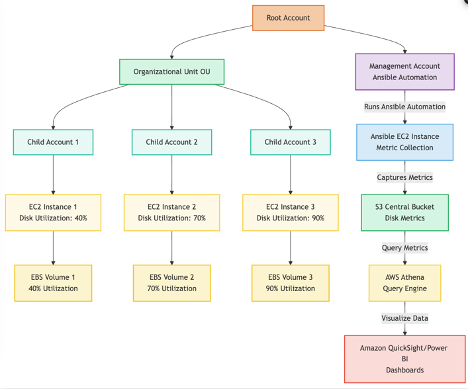 Root Account
Organizational Unit OU
Management Account
Ansible Automation
Runs Ansible Automation
Child Account 1
Child Account 2
Child Account 3
Ansible EC2 Instance
Metric Collection
Captures Metrics
EC2 Instance 1
Disk Utilization: 40%
EC2 Instance 2
Disk Utilization: 70%
EC2 Instance 3
Disk Utilization: 90%
S3 Central Bucket
Disk Metrics
Query Metrics
EBS Volume 1
40% Utilization
EBS Volume 2
70% Utilization
EBS Volume 3
90% Utilization
AWS Athena
Query Engine
Visualize Data
Amazon QuickSight/Power
BI
Dashboards